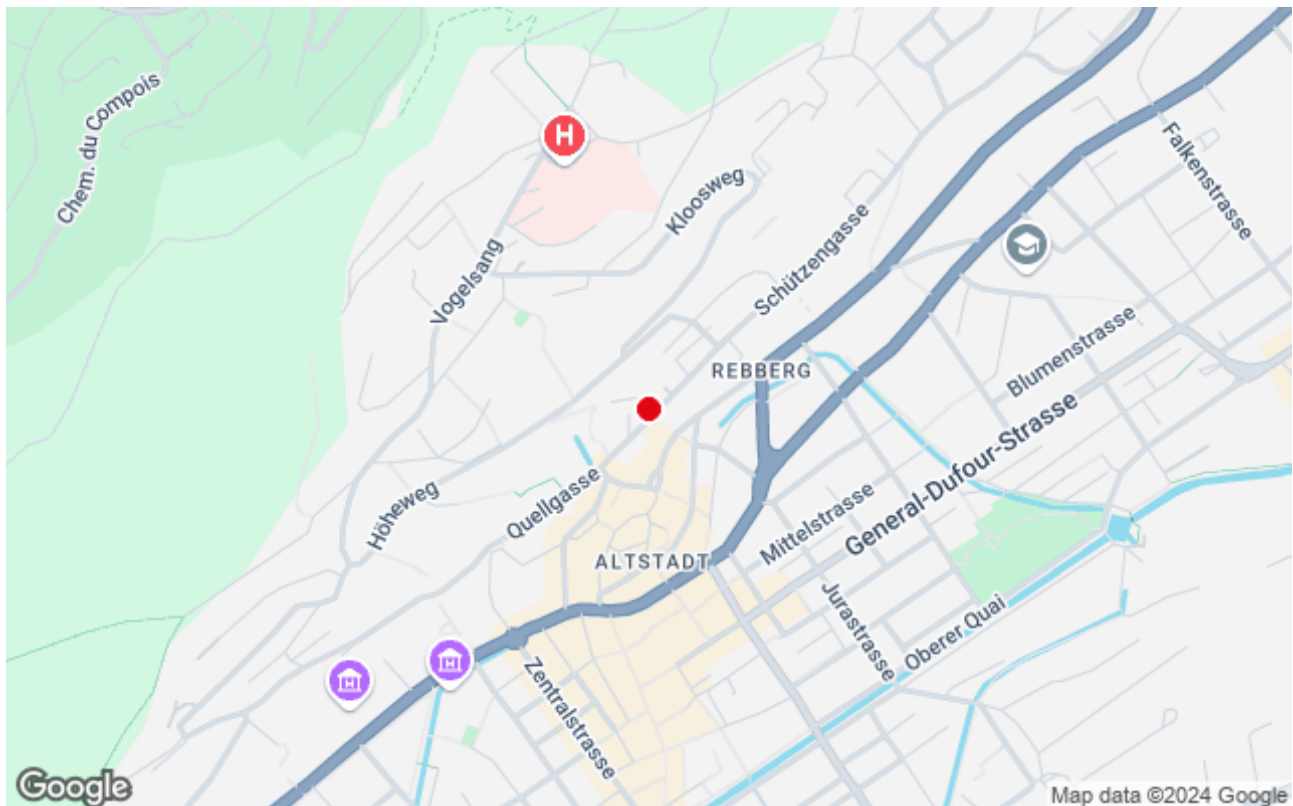 Chem. du Compois
H
Kloosweg
Falkenstrasse
Vogelsang
Schützengasse
REBBERG
Blumenstrasse
General-Dufour-Strasse
Höheweg
Quellgasse
Mittelstrasse
ALTSTADT
Jurastrasse
Oberer Quai
Zentralstrasse
Google
Map data ©2024 Google